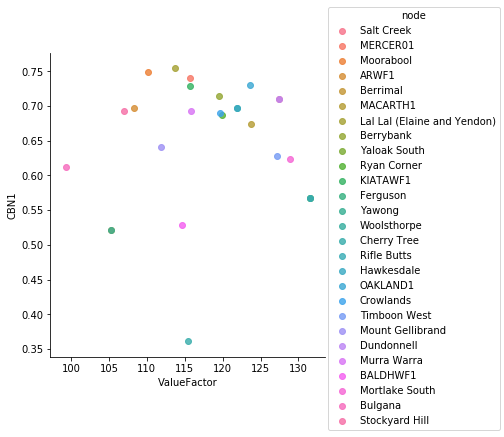 node
Salt Creek
MERCER01
Moorabool
ARWF1
Berrimal
MACARTH1
Lal Lal (Elaine and Yendon)
Berrybank
Yaloak South
Ryan Corner
KIATAWF1
Ferguson
Yawong
Woolsthorpe
Cherry Tree
Rifle Butts
Hawkesdale
OAKLAND1
Crowlands
Timboon West
Mount Gellibrand
Dundonnell
Murra Warra
BALDHWF1
Mortlake South
Bulgana
Stockyard Hill
CBN1
0.75
0.70
0.65
0.60
0.55
0.50
0.45
0.40
0.35
100 105 110 115 120 125 130
ValueFactor